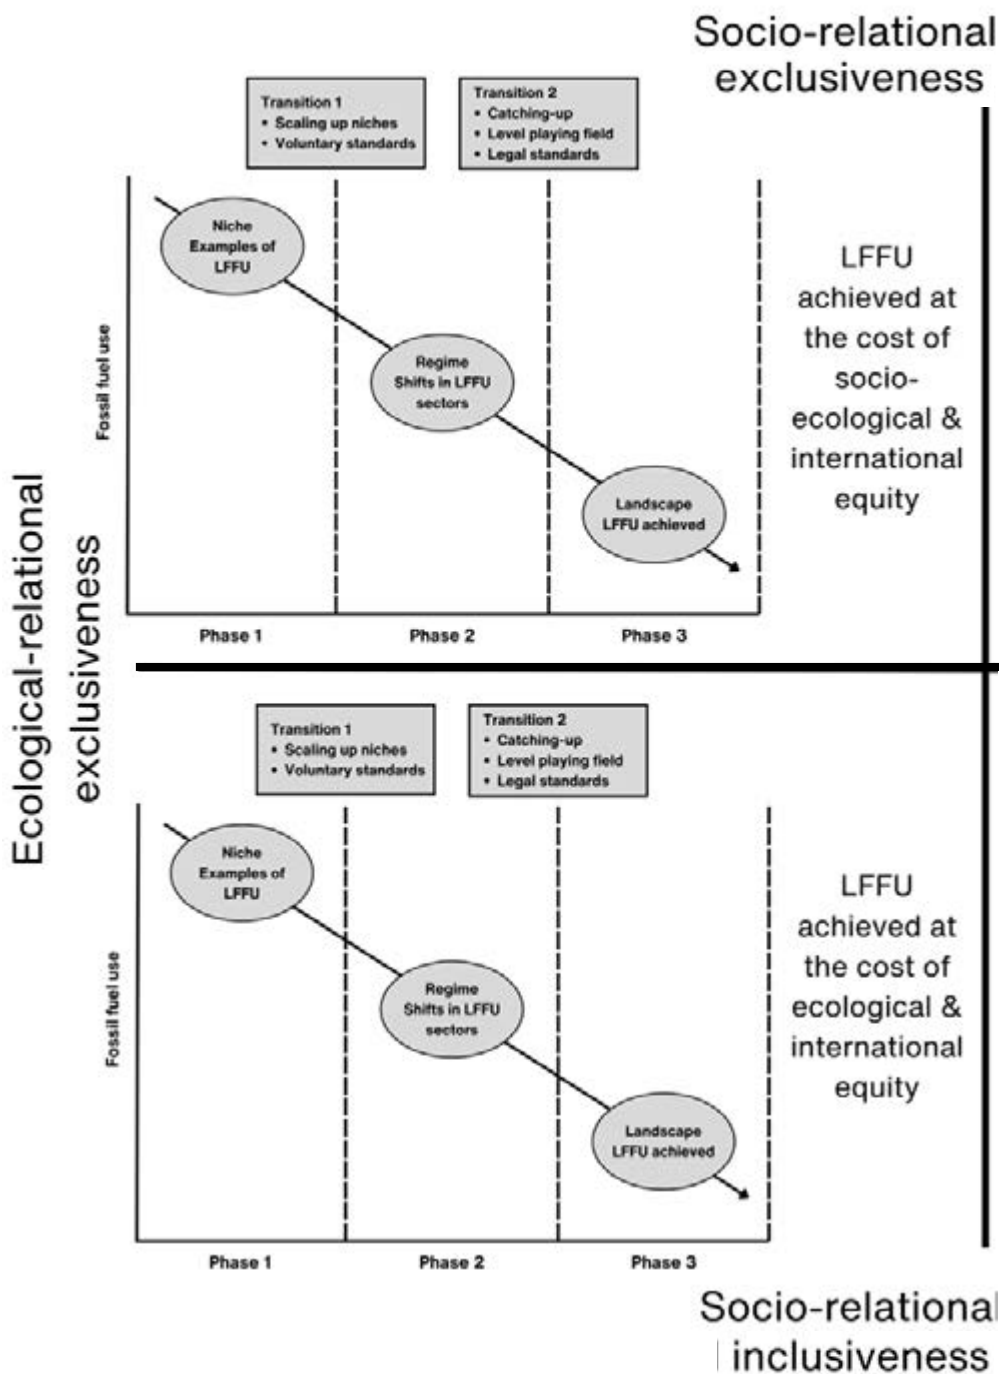 Socio-relational
exclusiveness
Transition 1
• Scaling up niches
• Voluntary standards
Transition 2
• Catching-up
• Level playing field
• Legal standards
Niche
Examples of
LFFU
Regime
Shifts in LFFU
sectors
Landscape
LFFU achieved
Fossil fuel use
Phase 1
Phase 2
Phase 3
LFFU
achieved at
the cost of
socio-
ecological &
international
equity
Ecological-relational
exclusiveness
Transition 1
• Scaling up niches
• Voluntary standards
Transition 2
• Catching-up
• Level playing field
• Legal standards
Niche
Examples of
LFFU
Regime
Shifts in LFFU
sectors
Landscape
LFFU achieved
Fossil fuel use
Phase 1
Phase 2
Phase 3
LFFU
achieved at
the cost of
ecological &
international
equity
Socio-relational
inclusiveness